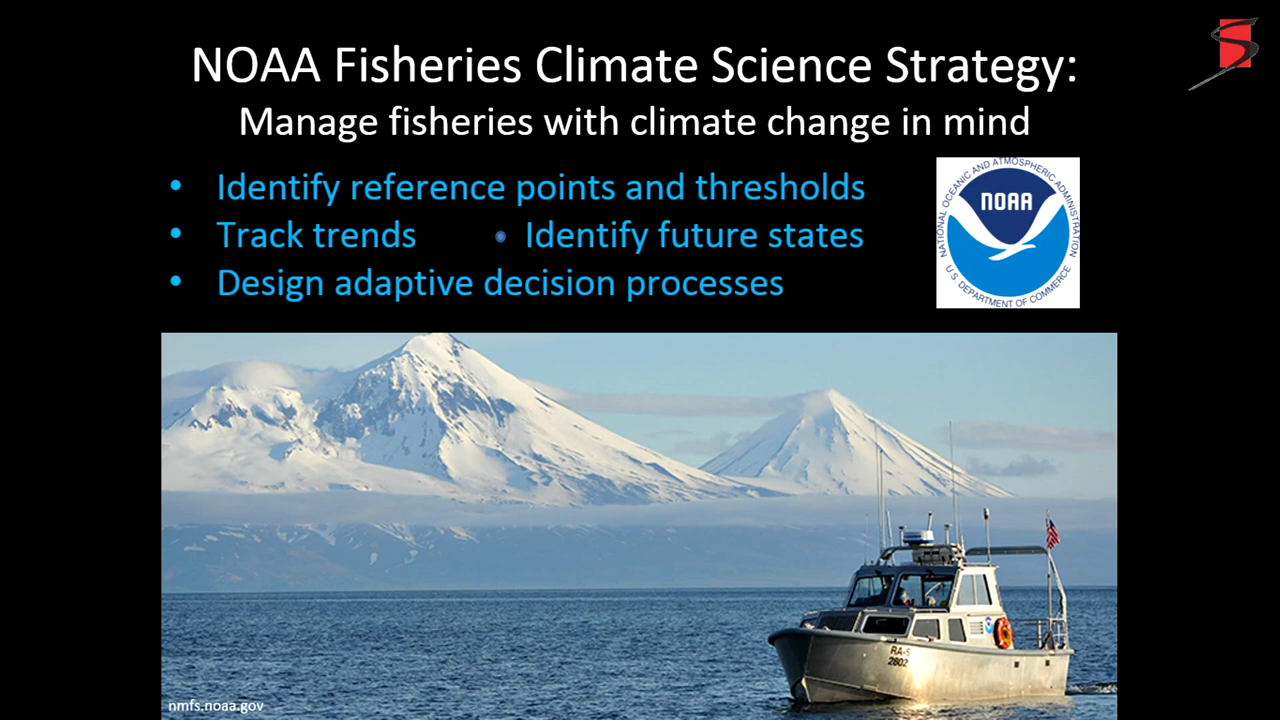 NOAA Fisheries Climate Science Strategy:
Manage fisheries with climate change in mind
• Identify reference points and thresholds
• Track trends • Identify future states
• Design adaptive decision processes
NATIONAL OCEANIC AND ATMOSPHERIC ADMINISTRATION
NOAA
U.S. DEPARTMENT OF COMMERCE
RA-5
2802
nmfs.noaa.gov